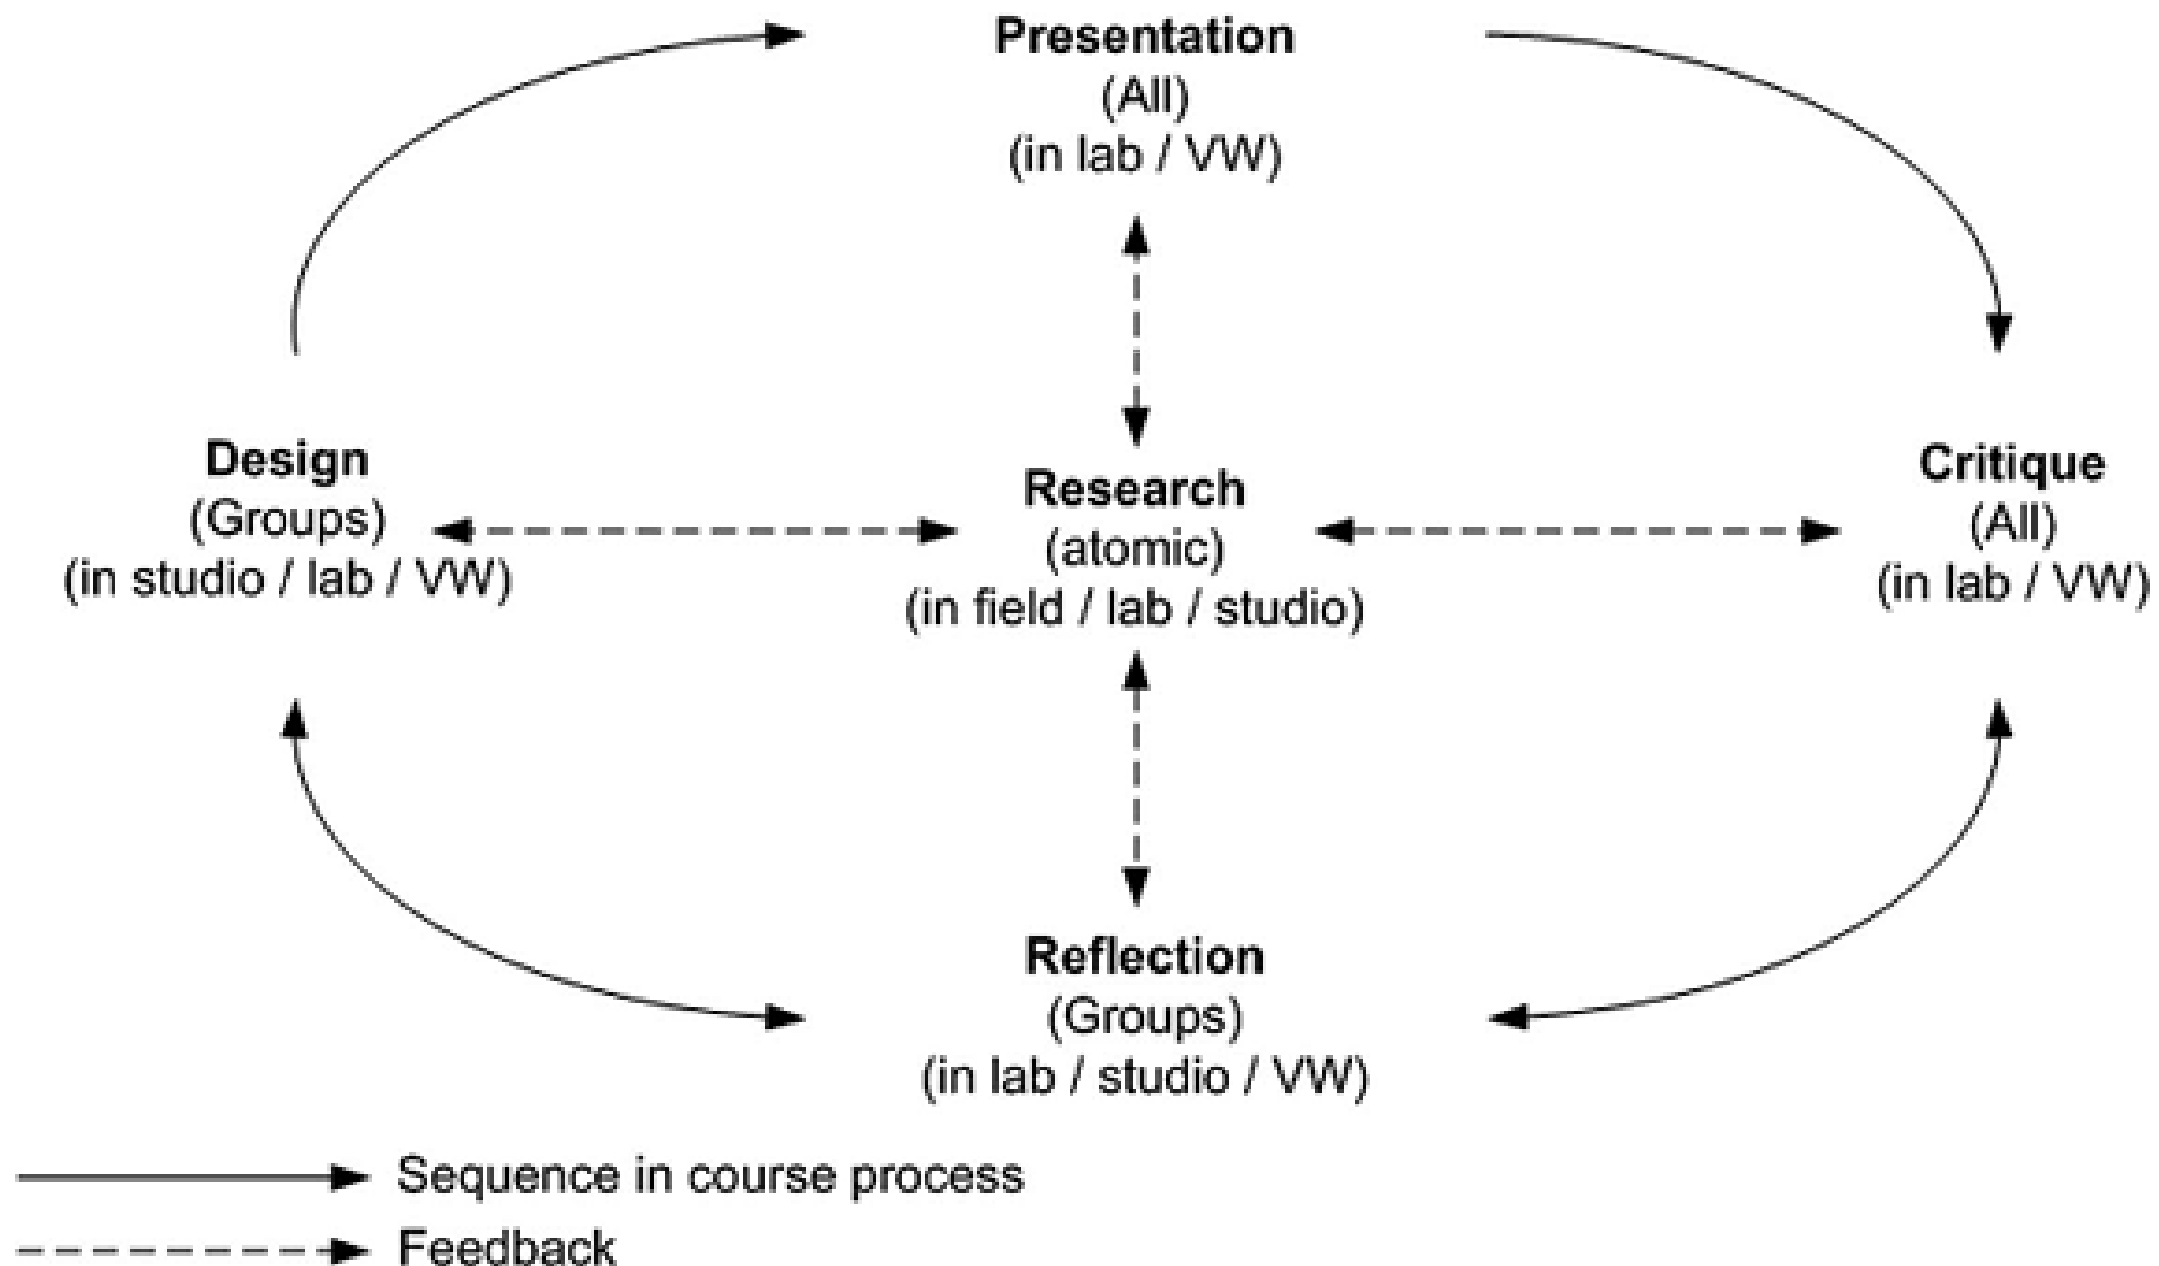 Presentation
(All)
(in lab / VW)
Design
(Groups)
(in studio / lab / VW)
Research
(atomic)
(in field / lab / studio)
Critique
(All)
(in lab / VW)
Reflection
(Groups)
(in lab / studio / VW)
Sequence in course process
Feedback